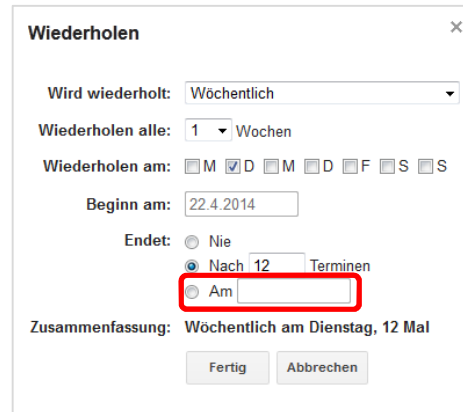 Wiederholen ×
Wird wiederholt: Wöchentlich
Wiederholen alle: 1 Wochen
Wiederholen am: M D M D F S S
Beginn am: 22.4.2014
Endet: Nie
Nach 12 Terminen
Am
Zusammenfassung: Wöchentlich am Dienstag, 12 Mal
Fertig Abbrechen